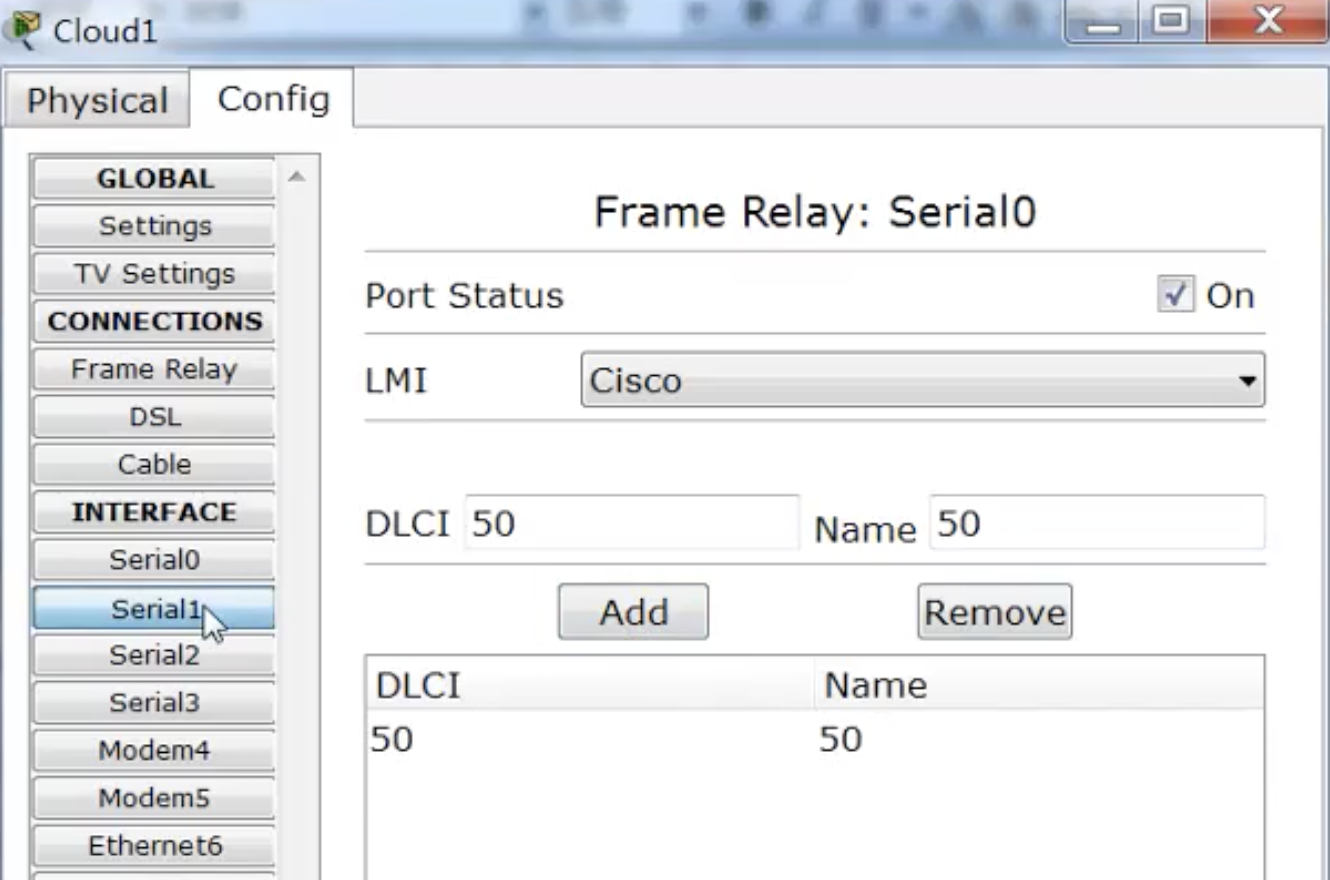 Cloud1
Physical
Config
GLOBAL
Settings
TV Settings
CONNECTIONS
Frame Relay
DSL
Cable
INTERFACE
Serial0
Serial1
Serial2
Serial3
Modem4
Modem5
Ethernet6
Frame Relay: Serial0
Port Status On
LMI Cisco
DLCI 50 Name 50
Add Remove
DLCI Name
50 50